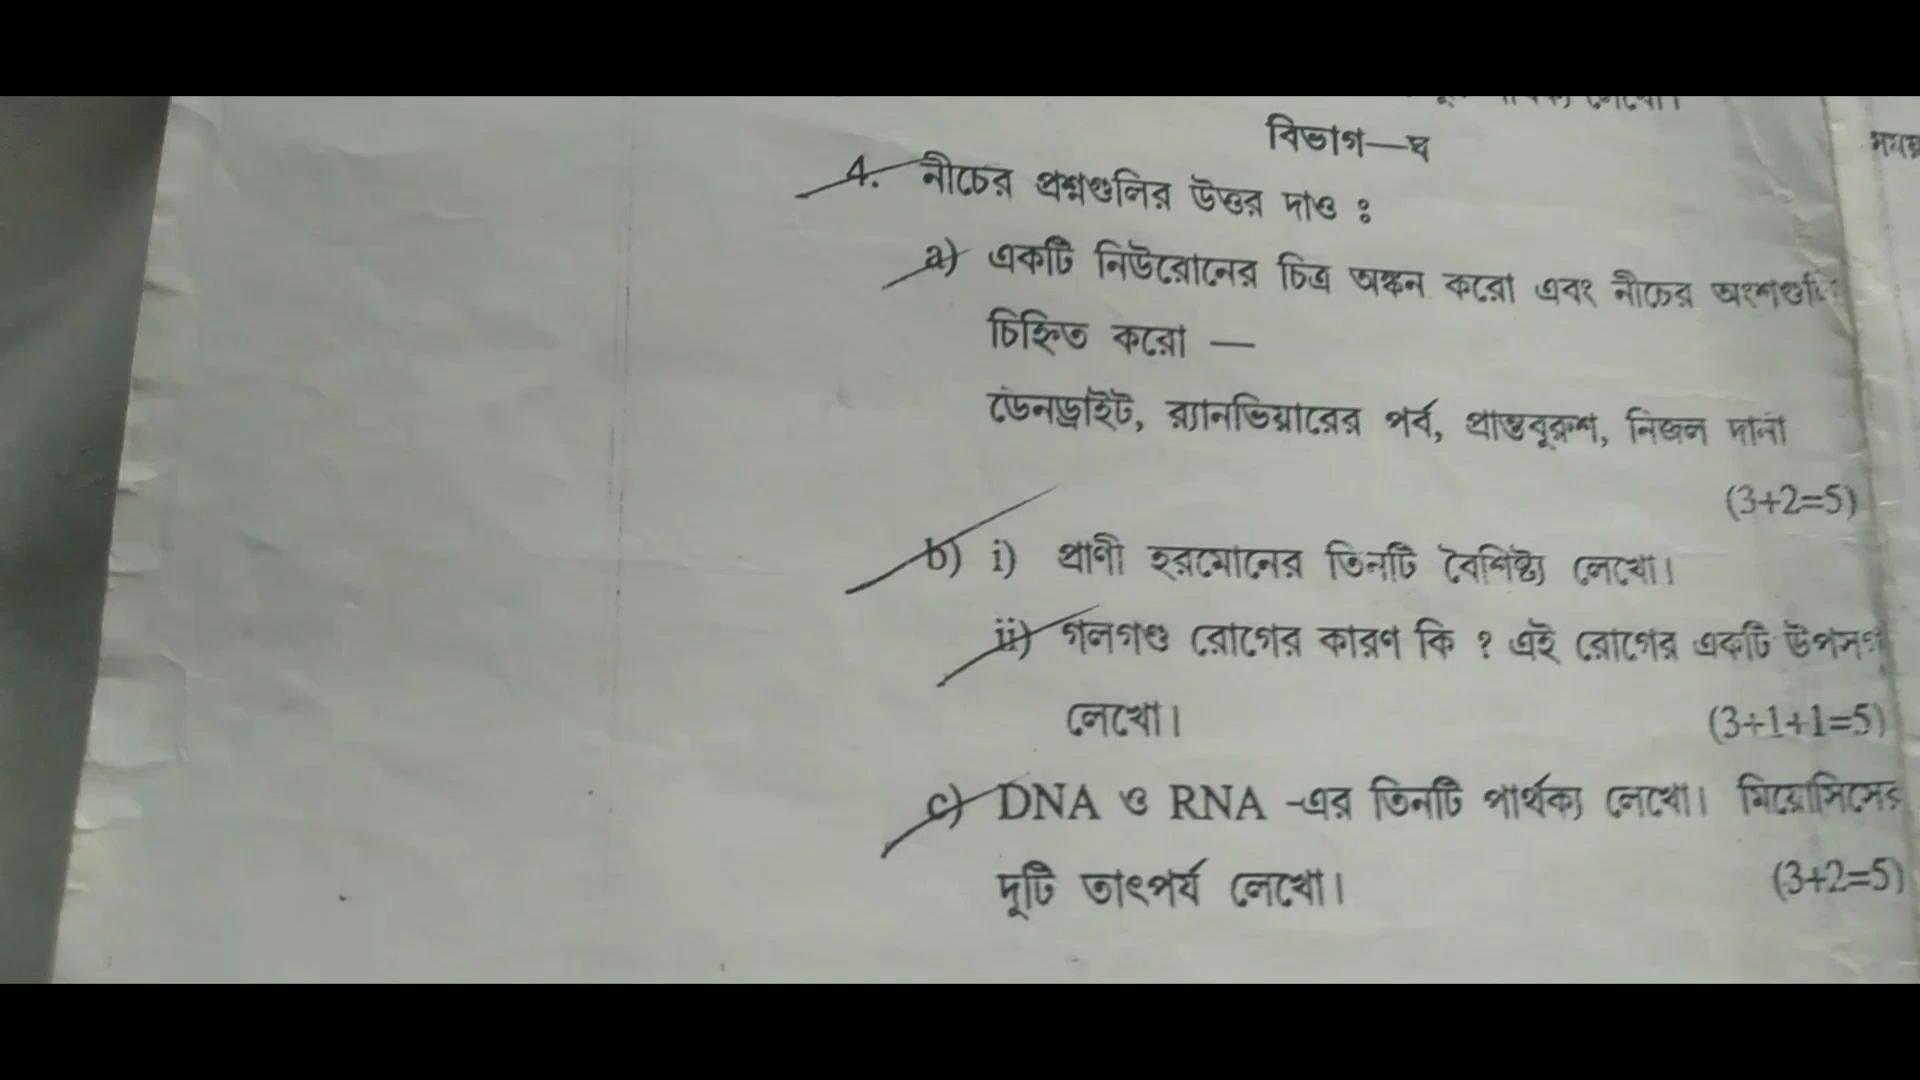 বিভাগ—ঘ
4. নীচের প্রশ্নগুলির উত্তর দাও :
a) একটি নিউরোনের চিত্র অঙ্কন করো এবং নীচের
চিহ্নিত করো —
ডেনড্রাইট, র‍্যানভিয়ারের পর্ব, প্রান্তবুরুশ, নিজল দানা
(3+2=5)
b) i) প্রাণী হরমোনের তিনটি বৈশিষ্ট্য লেখো।
ii) গলগণ্ড রোগের কারণ কি ? এই রোগের একটি
লেখো। (3+1+1=5)
c) DNA ও RNA -এর তিনটি পার্থক্য লেখো। মিয়োসিসের
দুটি তাৎপর্য লেখো। (3+2=5)